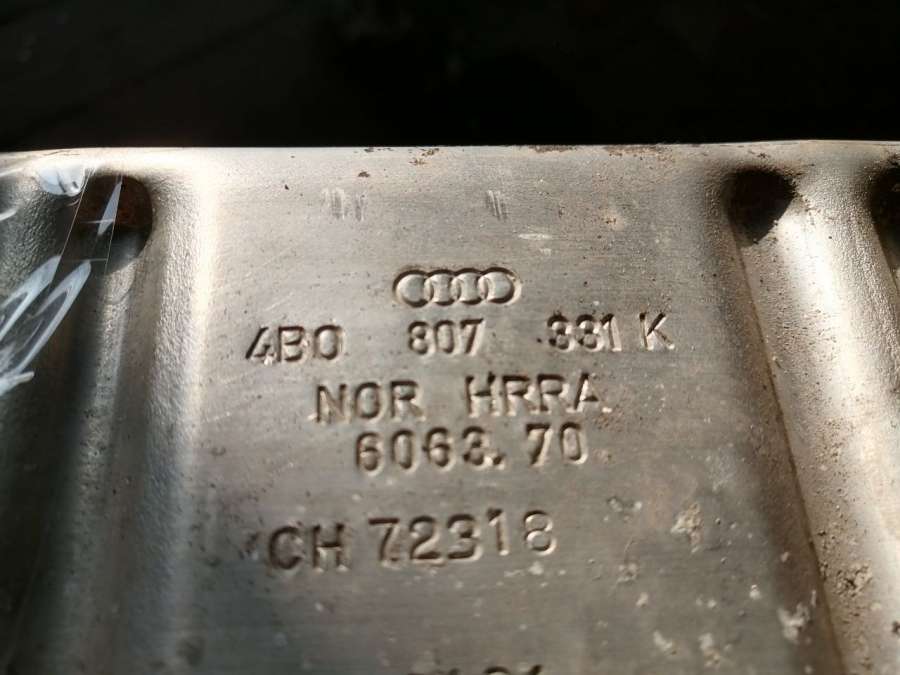 4B0 807 331 K
NOR HRRA
6063.70
CH 72318